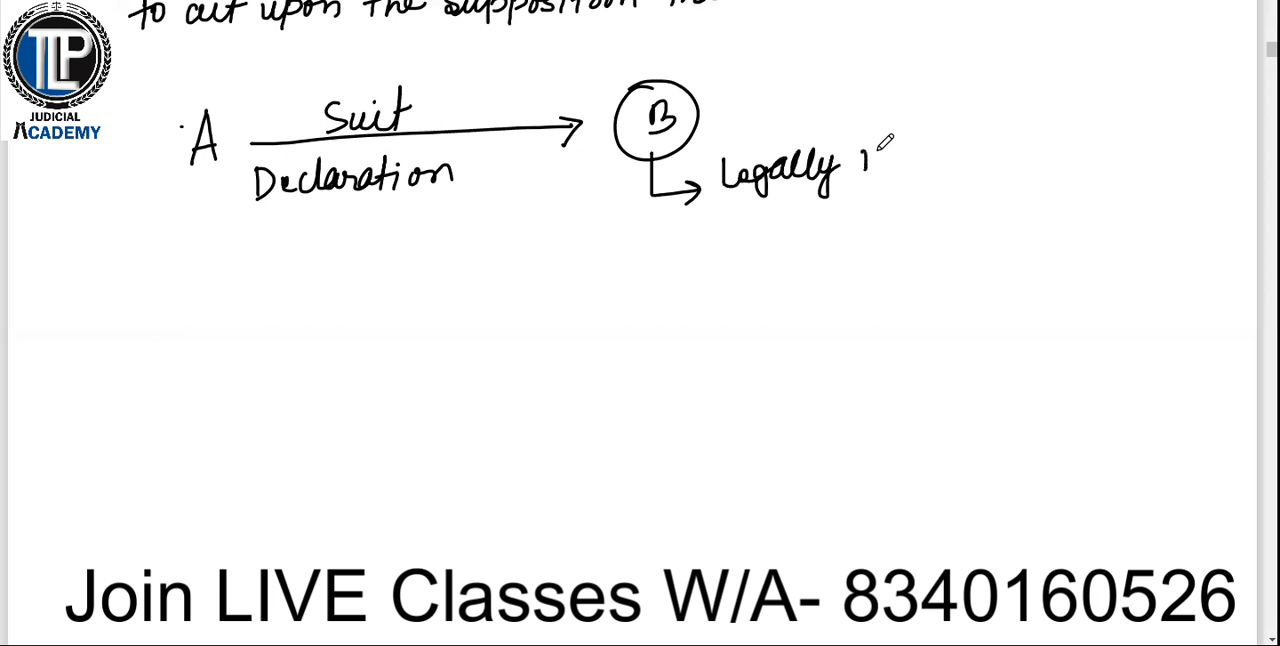 to act upon the supposition
TLP
JUDICIAL
ACADEMY
A Suit B
Declaration
Legally
Join LIVE Classes W/A- 8340160526